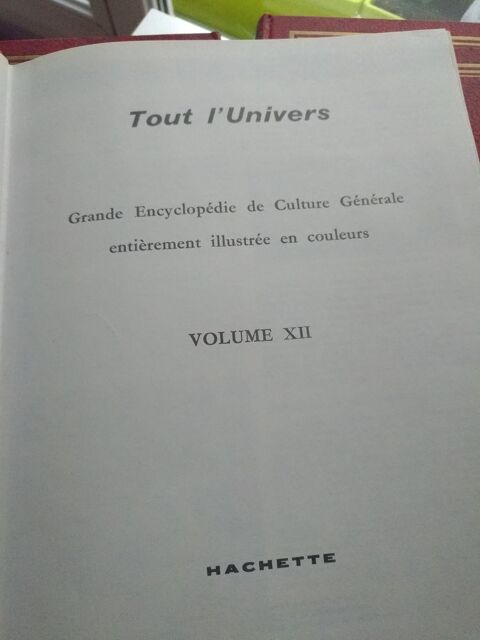 Tout l'Univers
Grande Encyclopédie de Culture Générale
entièrement illustrée en couleurs
VOLUME XII
HACHETTE